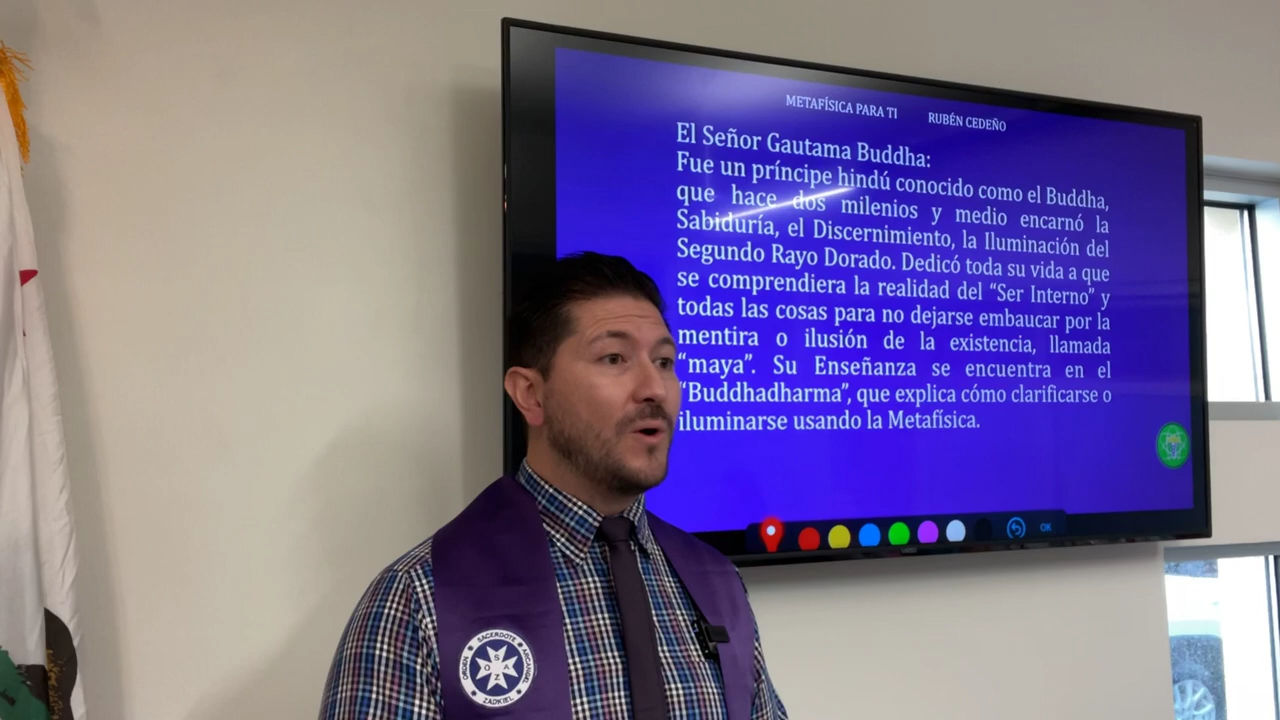 METAFÍSICA PARA TI RUBÉN CEDEÑO
El Señor Gautama Buddha:
Fue un príncipe hindú conocido como el Buddha,
que hace dos milenios y medio encarnó la
Sabiduría, el Discernimiento, la Iluminación del
Segundo Rayo Dorado. Dedicó toda su vida a que
se comprendiera la realidad del “Ser Interno” y
todas las cosas para no dejarse embaucar por la
mentira o ilusión de la existencia, llamada
“maya”. Su Enseñanza se encuentra en el
“Buddhadharma”, que explica cómo clarificarse o
iluminarse usando la Metafísica.
OK
ORDEN SACERDOTE ARCANGEL
ZADKIEL
S
O A
Z